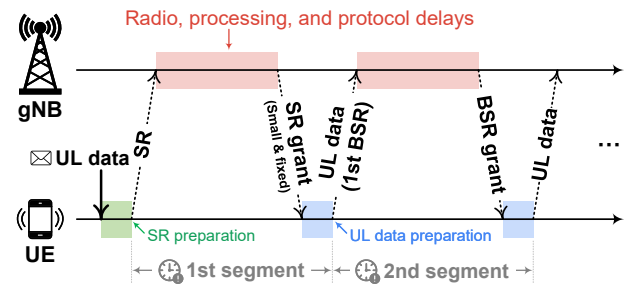 Radio, processing, and protocol delays
gNB
SR
SR grant
(Small & fixed)
UL data
(1st BSR)
BSR grant
UL data
...
UL data
UE
SR preparation
UL data preparation
1st segment
2nd segment